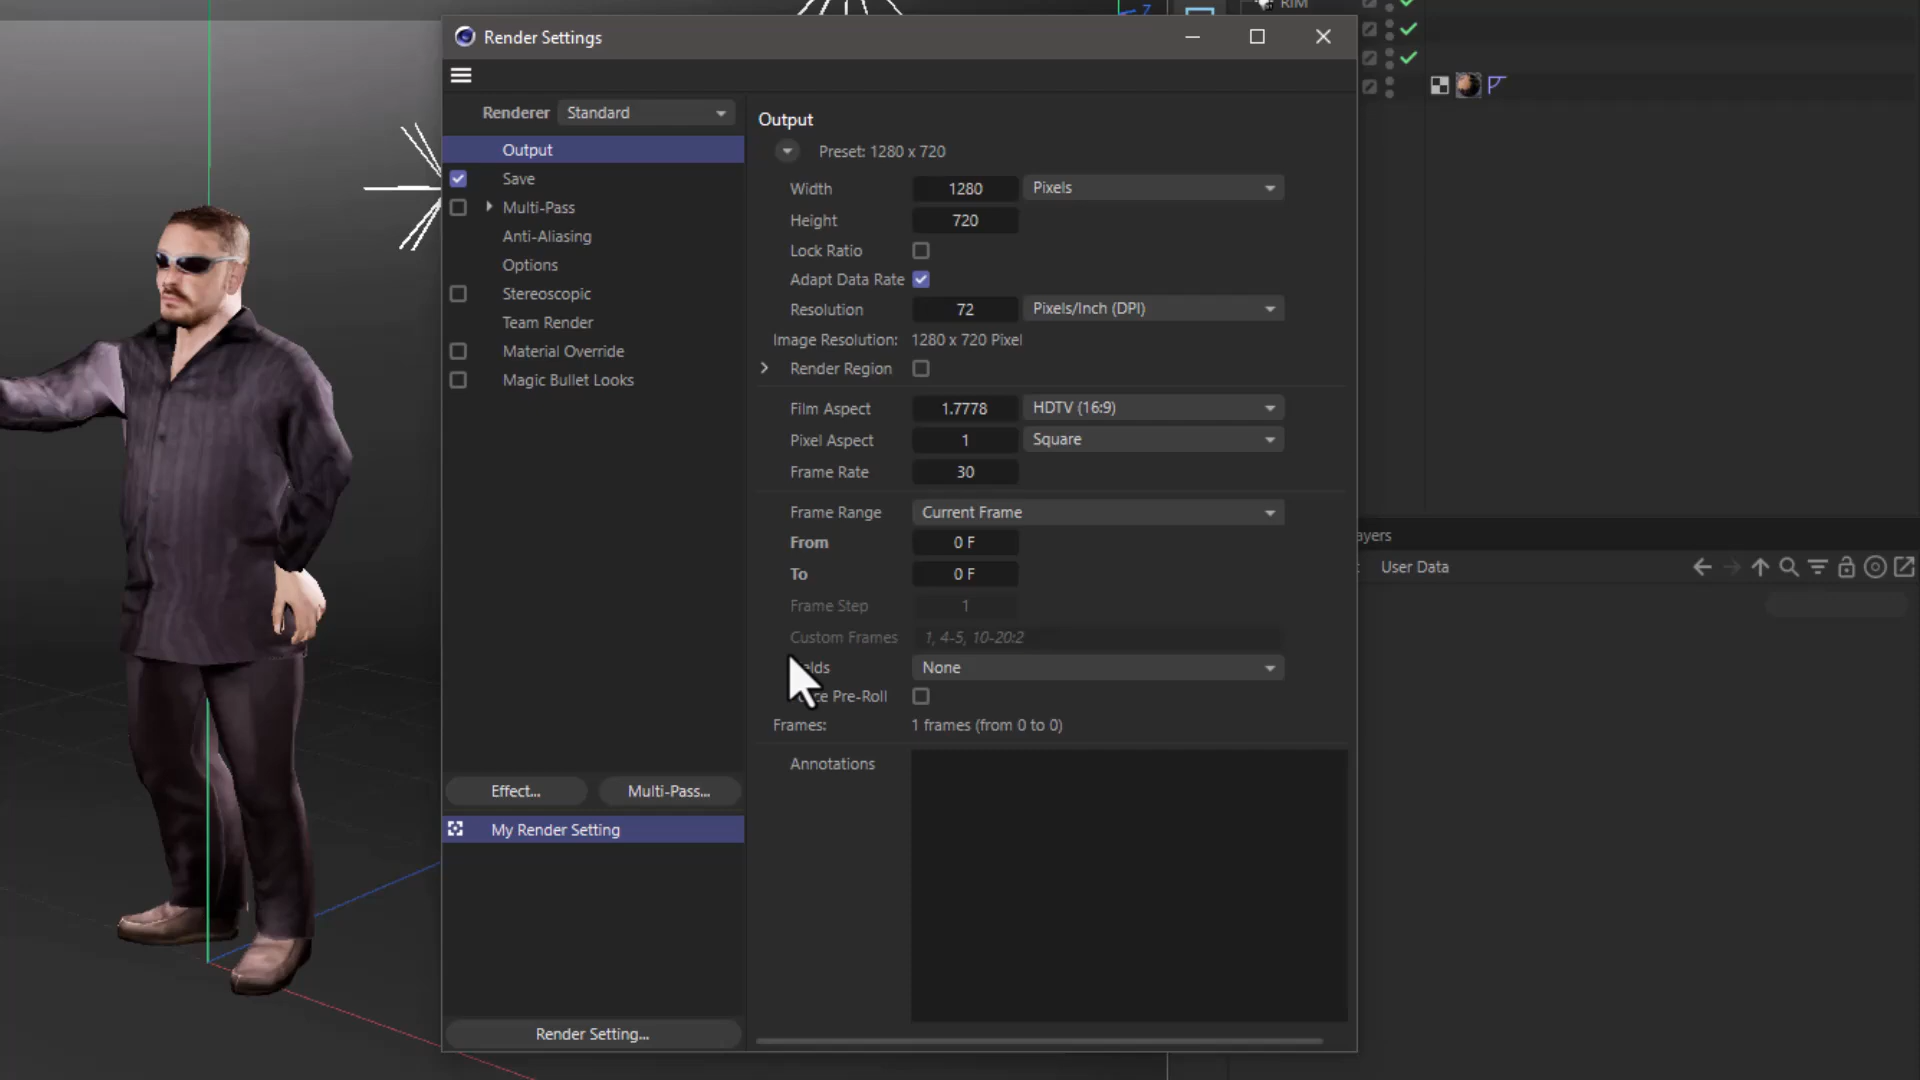 RIM
Z
Render Settings
Renderer Standard
Output
Save
Multi-Pass
Anti-Aliasing
Options
Stereoscopic
Team Render
Material Override
Magic Bullet Looks
Effect...
Multi-Pass...
My Render Setting
Render Setting...
Output
Preset: 1280 x 720
Width 1280 Pixels
Height 720
Lock Ratio
Adapt Data Rate
Resolution 72 Pixels/Inch (DPI)
Image Resolution: 1280 x 720 Pixel
Render Region
Film Aspect 1.7778 HDTV (16:9)
Pixel Aspect 1 Square
Frame Rate 30
Frame Range Current Frame
From 0 F
To 0 F
Frame Step 1
Custom Frames 1, 4-5, 10-20:2
elds None
ce Pre-Roll
Frames: 1 frames (from 0 to 0)
Annotations
ayers
User Data